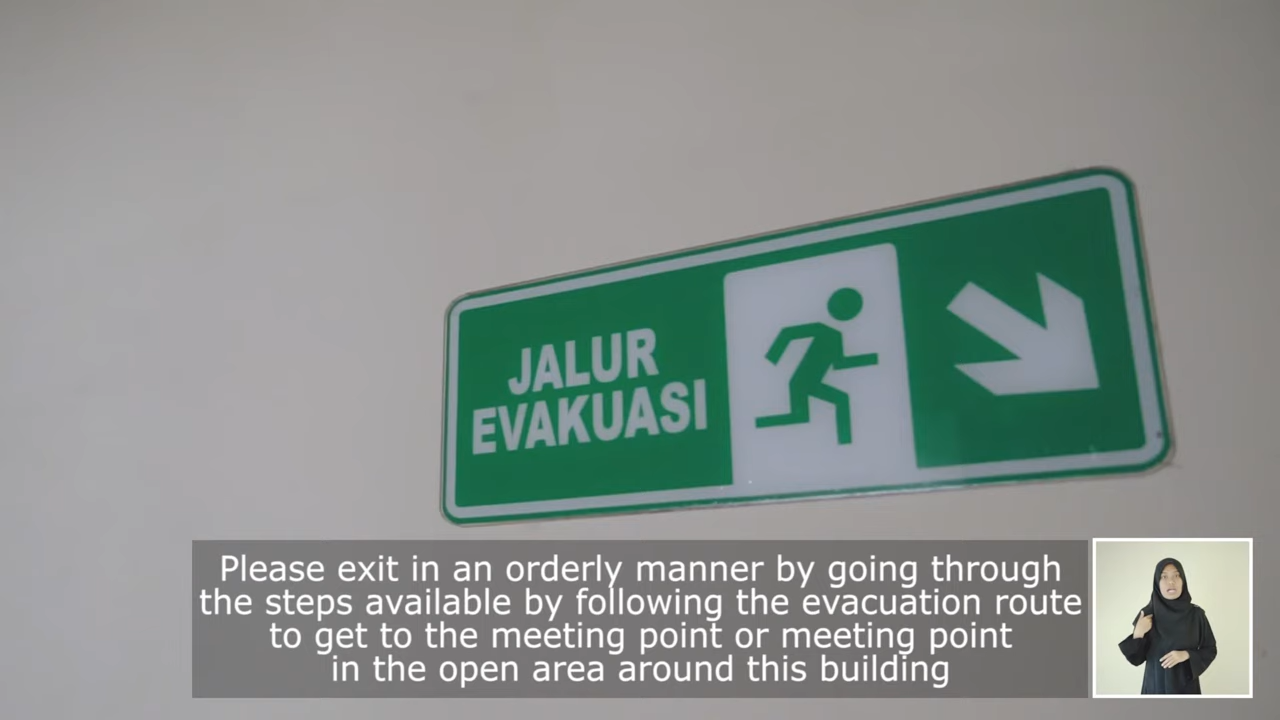 JALUR
EVAKUASI
Please exit in an orderly manner by going through
the steps available by following the evacuation route
to get to the meeting point or meeting point
in the open area around this building